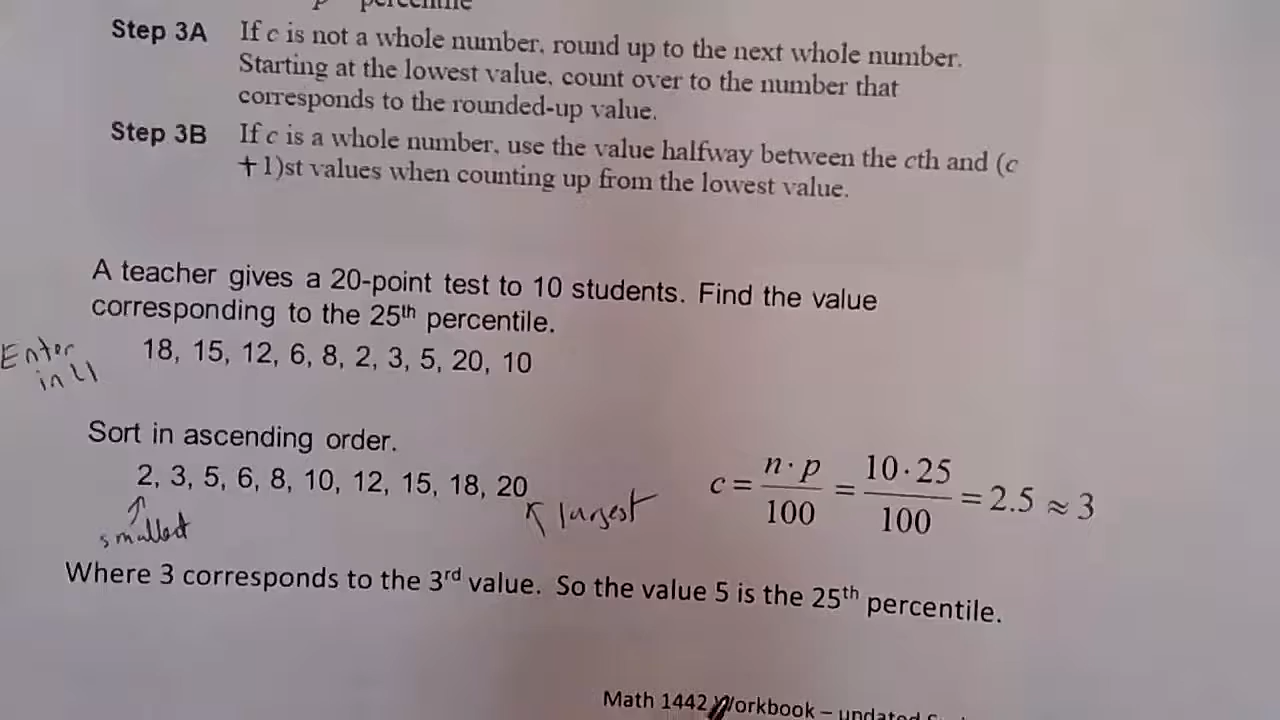 percentile
Step 3A If c is not a whole number, round up to the next whole number.
Starting at the lowest value, count over to the number that
corresponds to the rounded-up value.
Step 3B If c is a whole number, use the value halfway between the cth and (c
+1)st values when counting up from the lowest value.
A teacher gives a 20-point test to 10 students. Find the value
corresponding to the 25th percentile.
Enter
in L1
18, 15, 12, 6, 8, 2, 3, 5, 20, 10
Sort in ascending order.
2, 3, 5, 6, 8, 10, 12, 15, 18, 20
c = n·p/100 = 10·25/100 = 2.5 ≈ 3
largest
smallest
Where 3 corresponds to the 3rd value. So the value 5 is the 25th percentile.
Math 1442 Workbook –